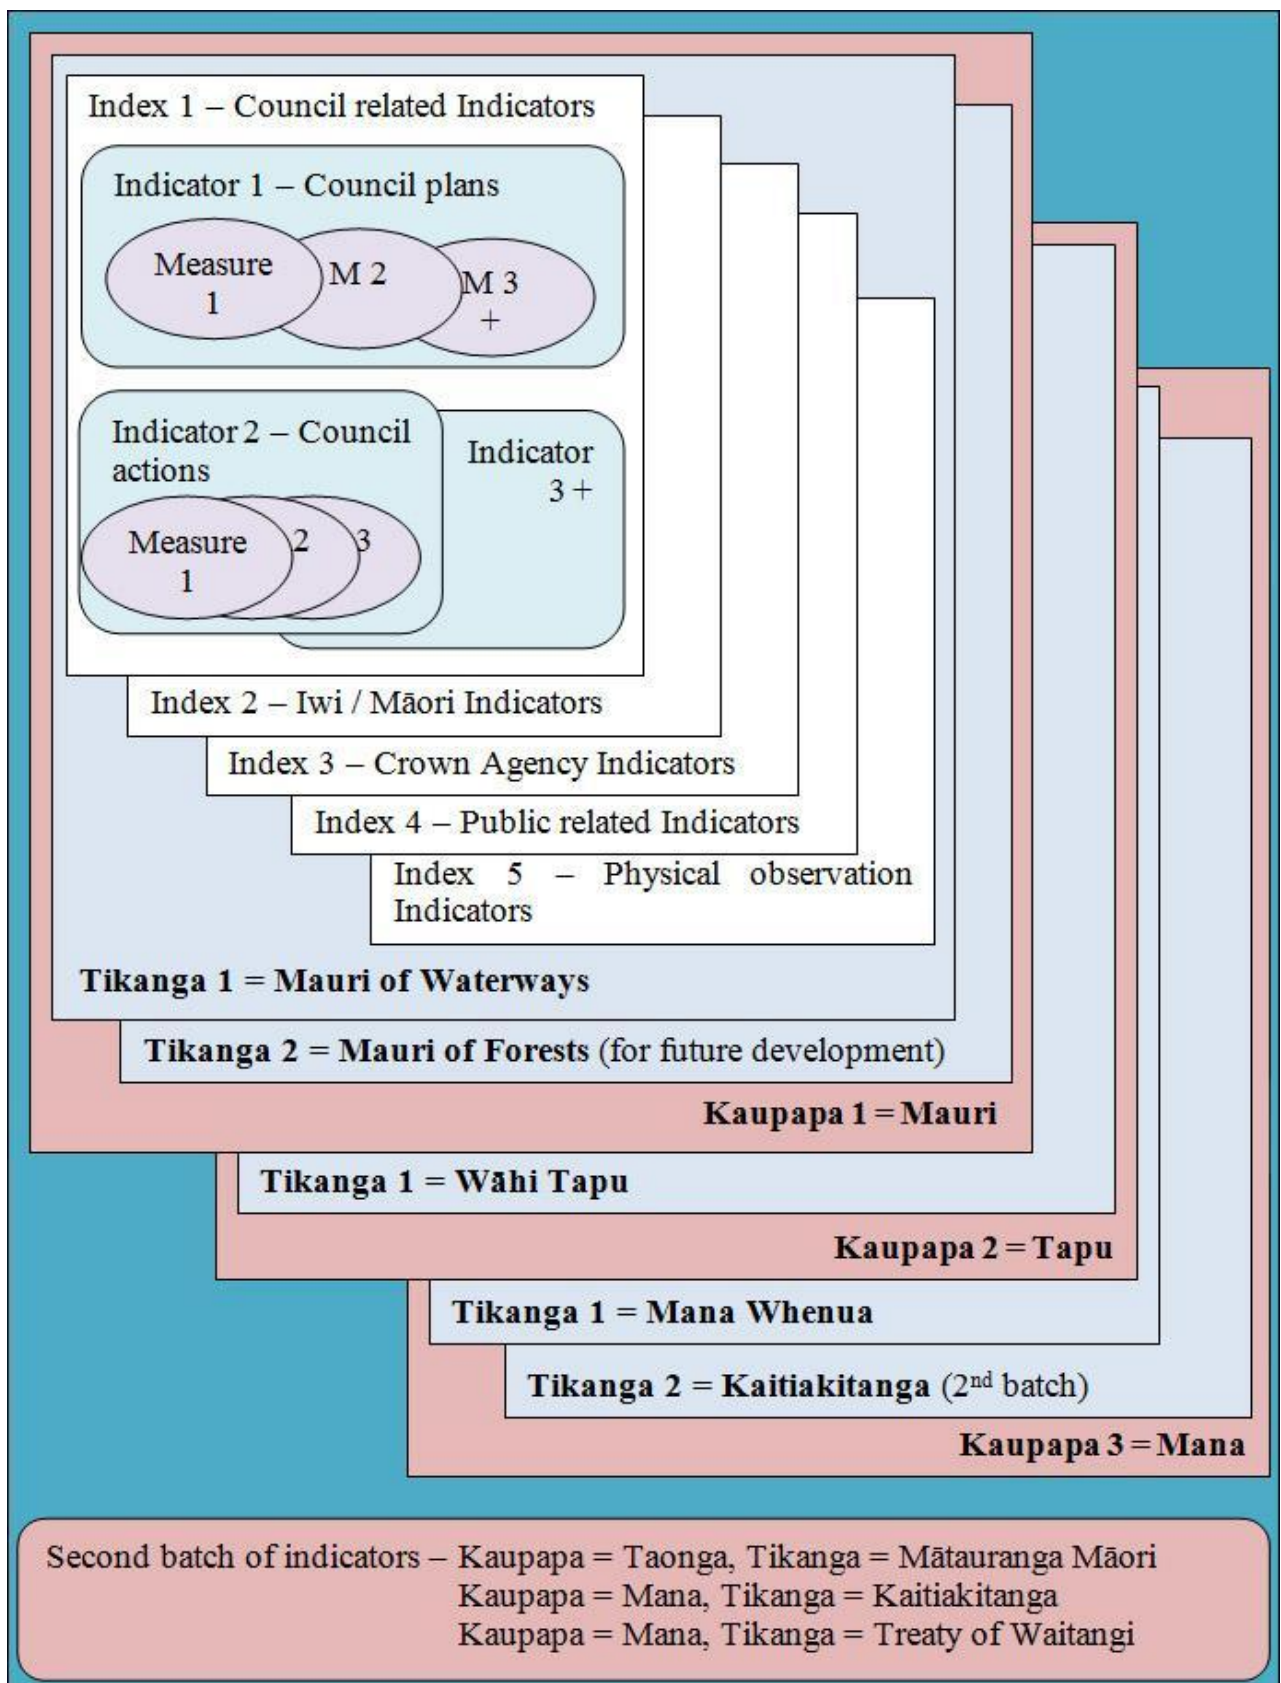 Index 1 – Council related Indicators
Indicator 1 – Council plans
Measure
1
M 2
M 3
+
Indicator 2 – Council
actions
Measure
1
2
3
Indicator
3 +
Index 2 – Iwi / Māori Indicators
Index 3 – Crown Agency Indicators
Index 4 – Public related Indicators
Index 5 – Physical observation
Indicators
Tikanga 1 = Mauri of Waterways
Tikanga 2 = Mauri of Forests (for future development)
Kaupapa 1 = Mauri
Tikanga 1 = Wāhi Tapu
Kaupapa 2 = Tapu
Tikanga 1 = Mana Whenua
Tikanga 2 = Kaitiakitanga (2nd batch)
Kaupapa 3 = Mana
Second batch of indicators – Kaupapa = Taonga, Tikanga = Mātauranga Māori
Kaupapa = Mana, Tikanga = Kaitiakitanga
Kaupapa = Mana, Tikanga = Treaty of Waitangi